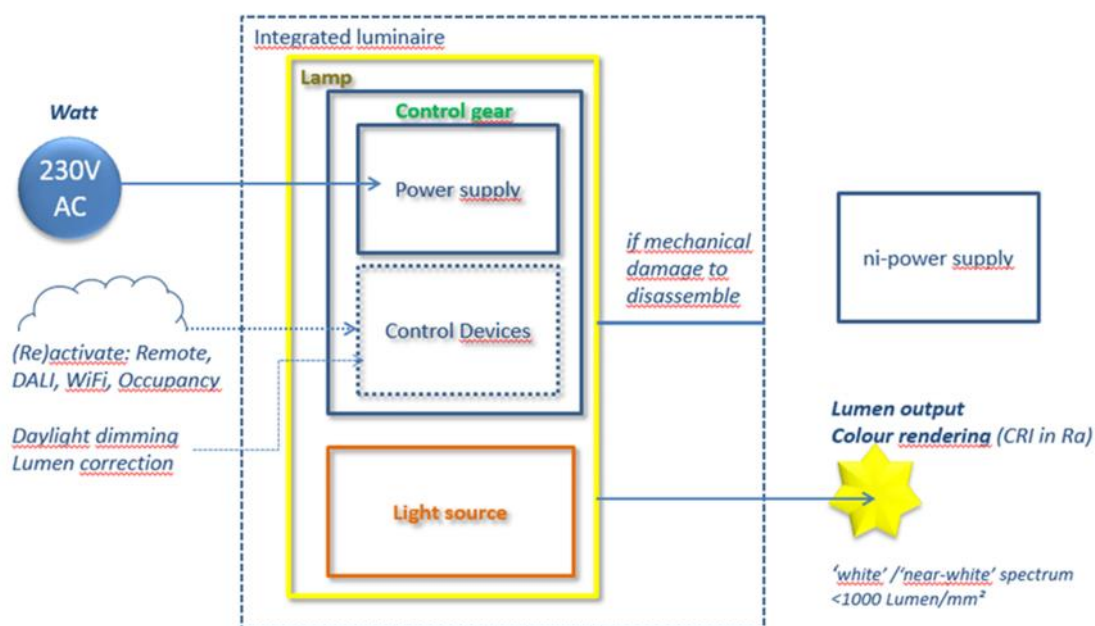 Integrated luminaire
Lamp
Control gear
Watt
230V
AC
Power supply
if mechanical
damage to
disassemble
ni-power supply
Control Devices
(Re)activate: Remote,
DALI, WiFi, Occupancy
Daylight dimming
Lumen correction
Lumen output
Colour rendering (CRI in Ra)
Light source
‘white’ /‘near-white’ spectrum
<1000 Lumen/mm²